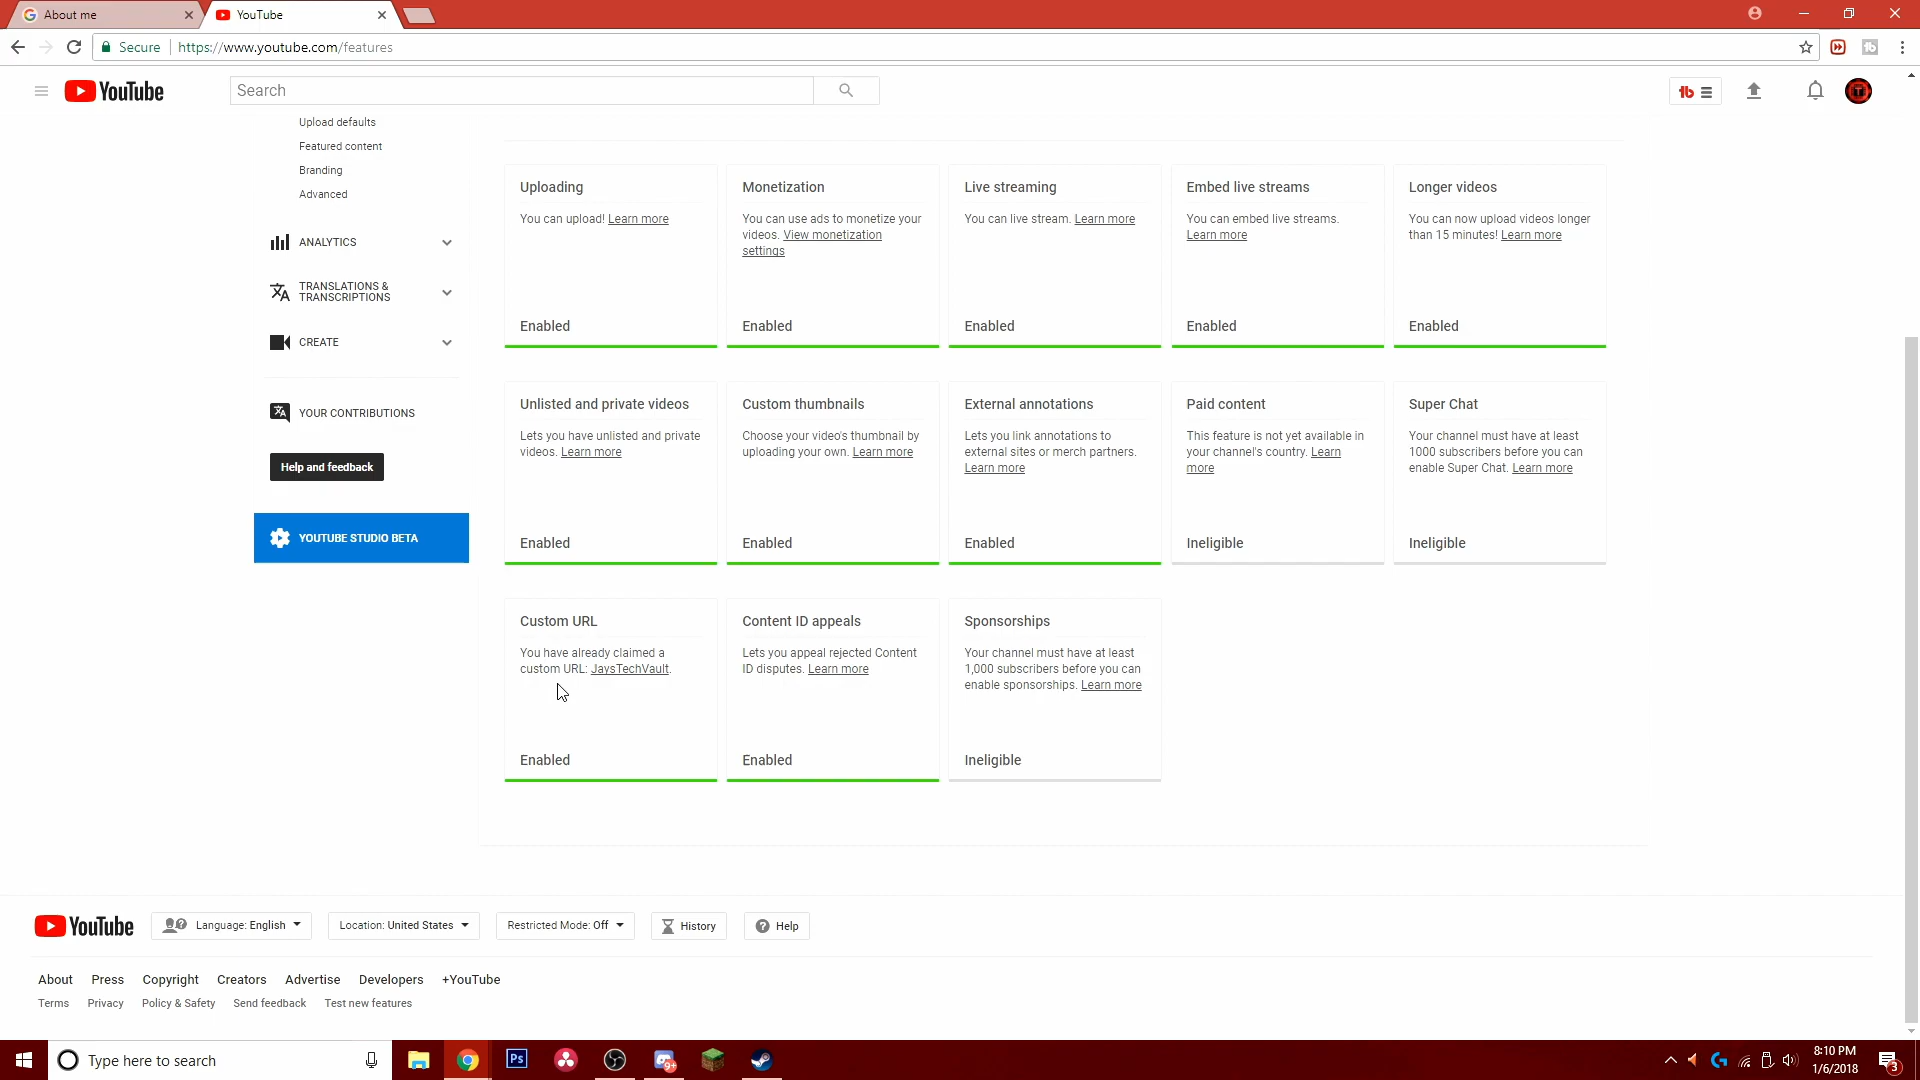 About me
YouTube
Secure
https://www.youtube.com/features
YouTube
Search
Upload defaults
Featured content
Branding
Advanced
ANALYTICS
TRANSLATIONS &
TRANSCRIPTIONS
CREATE
YOUR CONTRIBUTIONS
Help and feedback
YOUTUBE STUDIO BETA
Uploading
You can upload! Learn more
Enabled
Monetization
You can use ads to monetize your
videos. View monetization
settings
Enabled
Live streaming
You can live stream. Learn more
Enabled
Embed live streams
You can embed live streams.
Learn more
Enabled
Longer videos
You can now upload videos longer
than 15 minutes! Learn more
Enabled
Unlisted and private videos
Lets you have unlisted and private
videos. Learn more
Enabled
Custom thumbnails
Choose your video's thumbnail by
uploading your own. Learn more
Enabled
External annotations
Lets you link annotations to
external sites or merch partners.
Learn more
Enabled
Paid content
This feature is not yet available in
your channel's country. Learn
more
Ineligible
Super Chat
Your channel must have at least
1000 subscribers before you can
enable Super Chat. Learn more
Ineligible
Custom URL
You have already claimed a
custom URL: JaysTechVault.
Enabled
Content ID appeals
Lets you appeal rejected Content
ID disputes. Learn more
Enabled
Sponsorships
Your channel must have at least
1,000 subscribers before you can
enable sponsorships. Learn more
Ineligible
YouTube
Language: English
Location: United States
Restricted Mode: Off
History
Help
About Press Copyright Creators Advertise Developers +YouTube
Terms Privacy Policy & Safety Send feedback Test new features
Type here to search
Ps
8:10 PM
1/6/2018
3